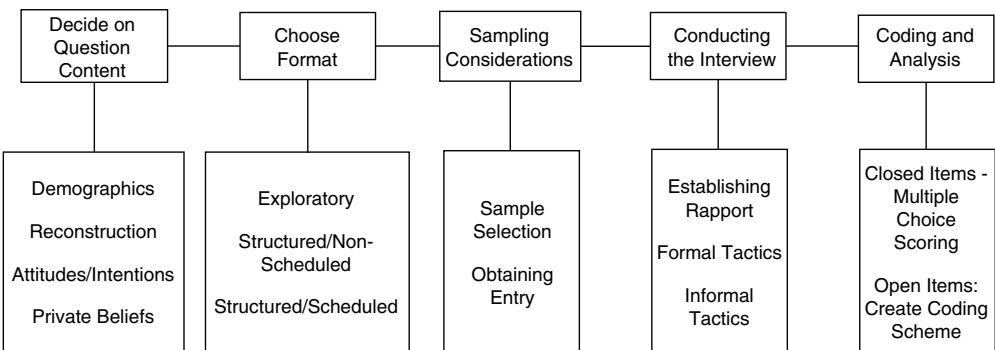 Decide on
Question
Content
Choose
Format
Sampling
Considerations
Conducting
the Interview
Coding and
Analysis
Demographics
Reconstruction
Attitudes/Intentions
Private Beliefs
Exploratory
Structured/Non-
Scheduled
Structured/Scheduled
Sample
Selection
Obtaining
Entry
Establishing
Rapport
Formal Tactics
Informal
Tactics
Closed Items -
Multiple
Choice
Scoring
Open Items:
Create Coding
Scheme